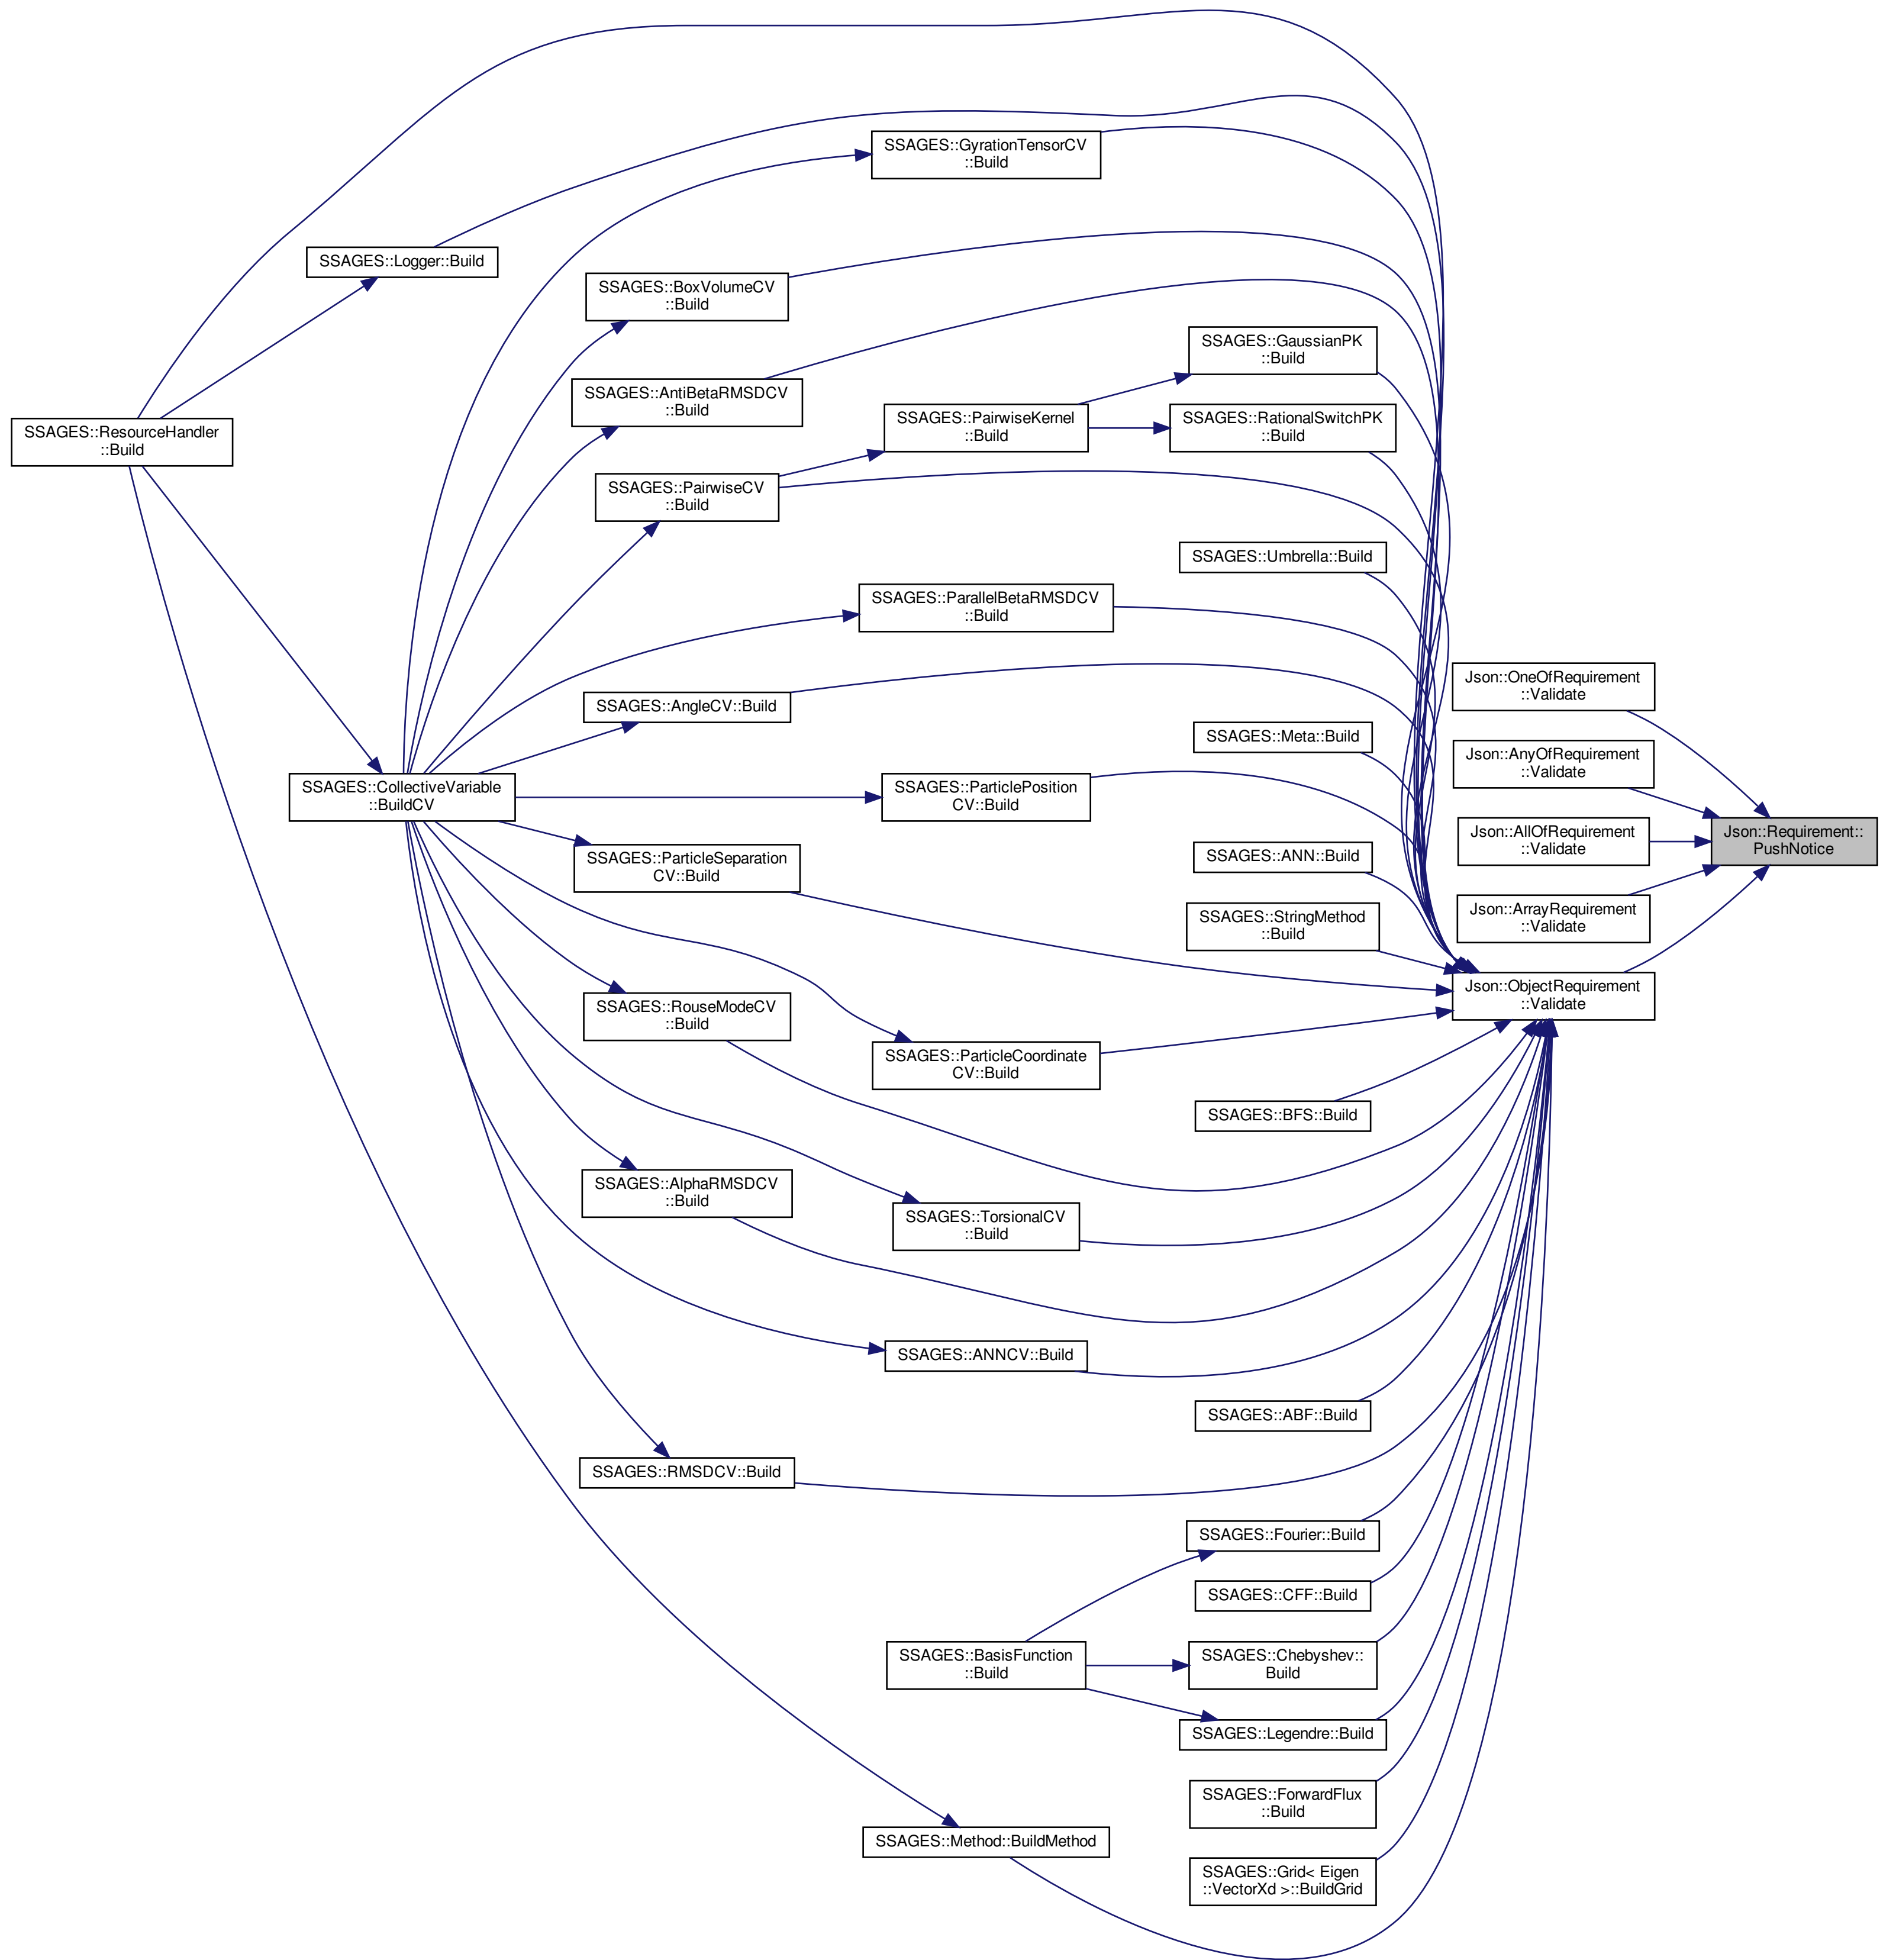 SSAGES::GyrationTensorCV
::Build
SSAGES::Logger::Build
SSAGES::BoxVolumeCV
::Build
SSAGES::GaussianPK
::Build
SSAGES::AntiBetaRMSDCV
::Build
SSAGES::PairwiseKernel
::Build
SSAGES::RationalSwitchPK
::Build
SSAGES::ResourceHandler
::Build
SSAGES::PairwiseCV
::Build
SSAGES::Umbrella::Build
SSAGES::ParallelBetaRMSDCV
::Build
Json::OneOfRequirement
::Validate
SSAGES::AngleCV::Build
SSAGES::Meta::Build
Json::AnyOfRequirement
::Validate
SSAGES::CollectiveVariable
::BuildCV
SSAGES::ParticlePosition
CV::Build
Json::AllOfRequirement
::Validate
Json::Requirement::
PushNotice
SSAGES::ParticleSeparation
CV::Build
SSAGES::ANN::Build
SSAGES::StringMethod
::Build
Json::ArrayRequirement
::Validate
Json::ObjectRequirement
::Validate
SSAGES::RouseModeCV
::Build
SSAGES::ParticleCoordinate
CV::Build
SSAGES::BFS::Build
SSAGES::AlphaRMSDCV
::Build
SSAGES::TorsionalCV
::Build
SSAGES::ANNCV::Build
SSAGES::ABF::Build
SSAGES::RMSDCV::Build
SSAGES::Fourier::Build
SSAGES::CFF::Build
SSAGES::BasisFunction
::Build
SSAGES::Chebyshev::
Build
SSAGES::Legendre::Build
SSAGES::ForwardFlux
::Build
SSAGES::Method::BuildMethod
SSAGES::Grid< Eigen
::VectorXd >::BuildGrid